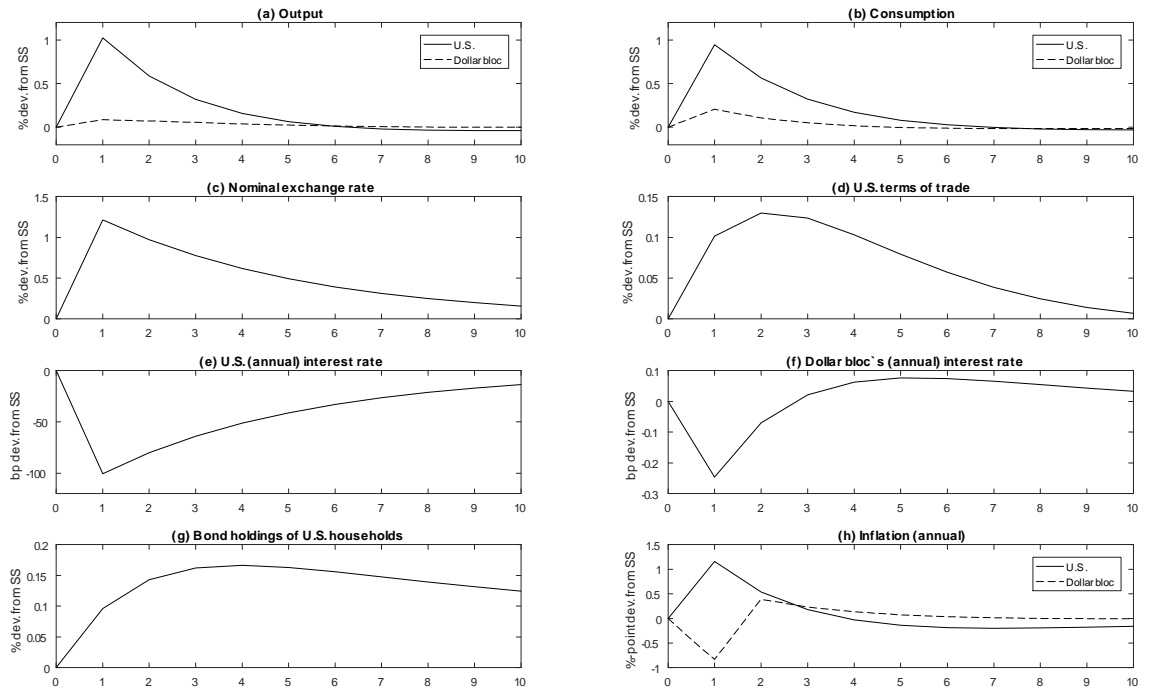 (a) Output
% dev. from SS
1
0.5
0
U.S.
Dollar bloc
0 1 2 3 4 5 6 7 8 9 10
(b) Consumption
% dev. from SS
1
0.5
0
U.S.
Dollar bloc
0 1 2 3 4 5 6 7 8 9 10
(c) Nominal exchange rate
% dev. from SS
1.5
1
0.5
0
0 1 2 3 4 5 6 7 8 9 10
(d) U.S. terms of trade
% dev. from SS
0.15
0.1
0.05
0
0 1 2 3 4 5 6 7 8 9 10
(e) U.S. (annual) interest rate
bp dev. from SS
0
-50
-100
0 1 2 3 4 5 6 7 8 9 10
(f) Dollar bloc`s (annual) interest rate
bp dev. from SS
0.1
0
-0.1
-0.2
-0.3
0 1 2 3 4 5 6 7 8 9 10
(g) Bond holdings of U.S. households
% dev. from SS
0.2
0.15
0.1
0.05
0
0 1 2 3 4 5 6 7 8 9 10
(h) Inflation (annual)
%-point dev. from SS
1.5
1
0.5
0
-0.5
-1
U.S.
Dollar bloc
0 1 2 3 4 5 6 7 8 9 10